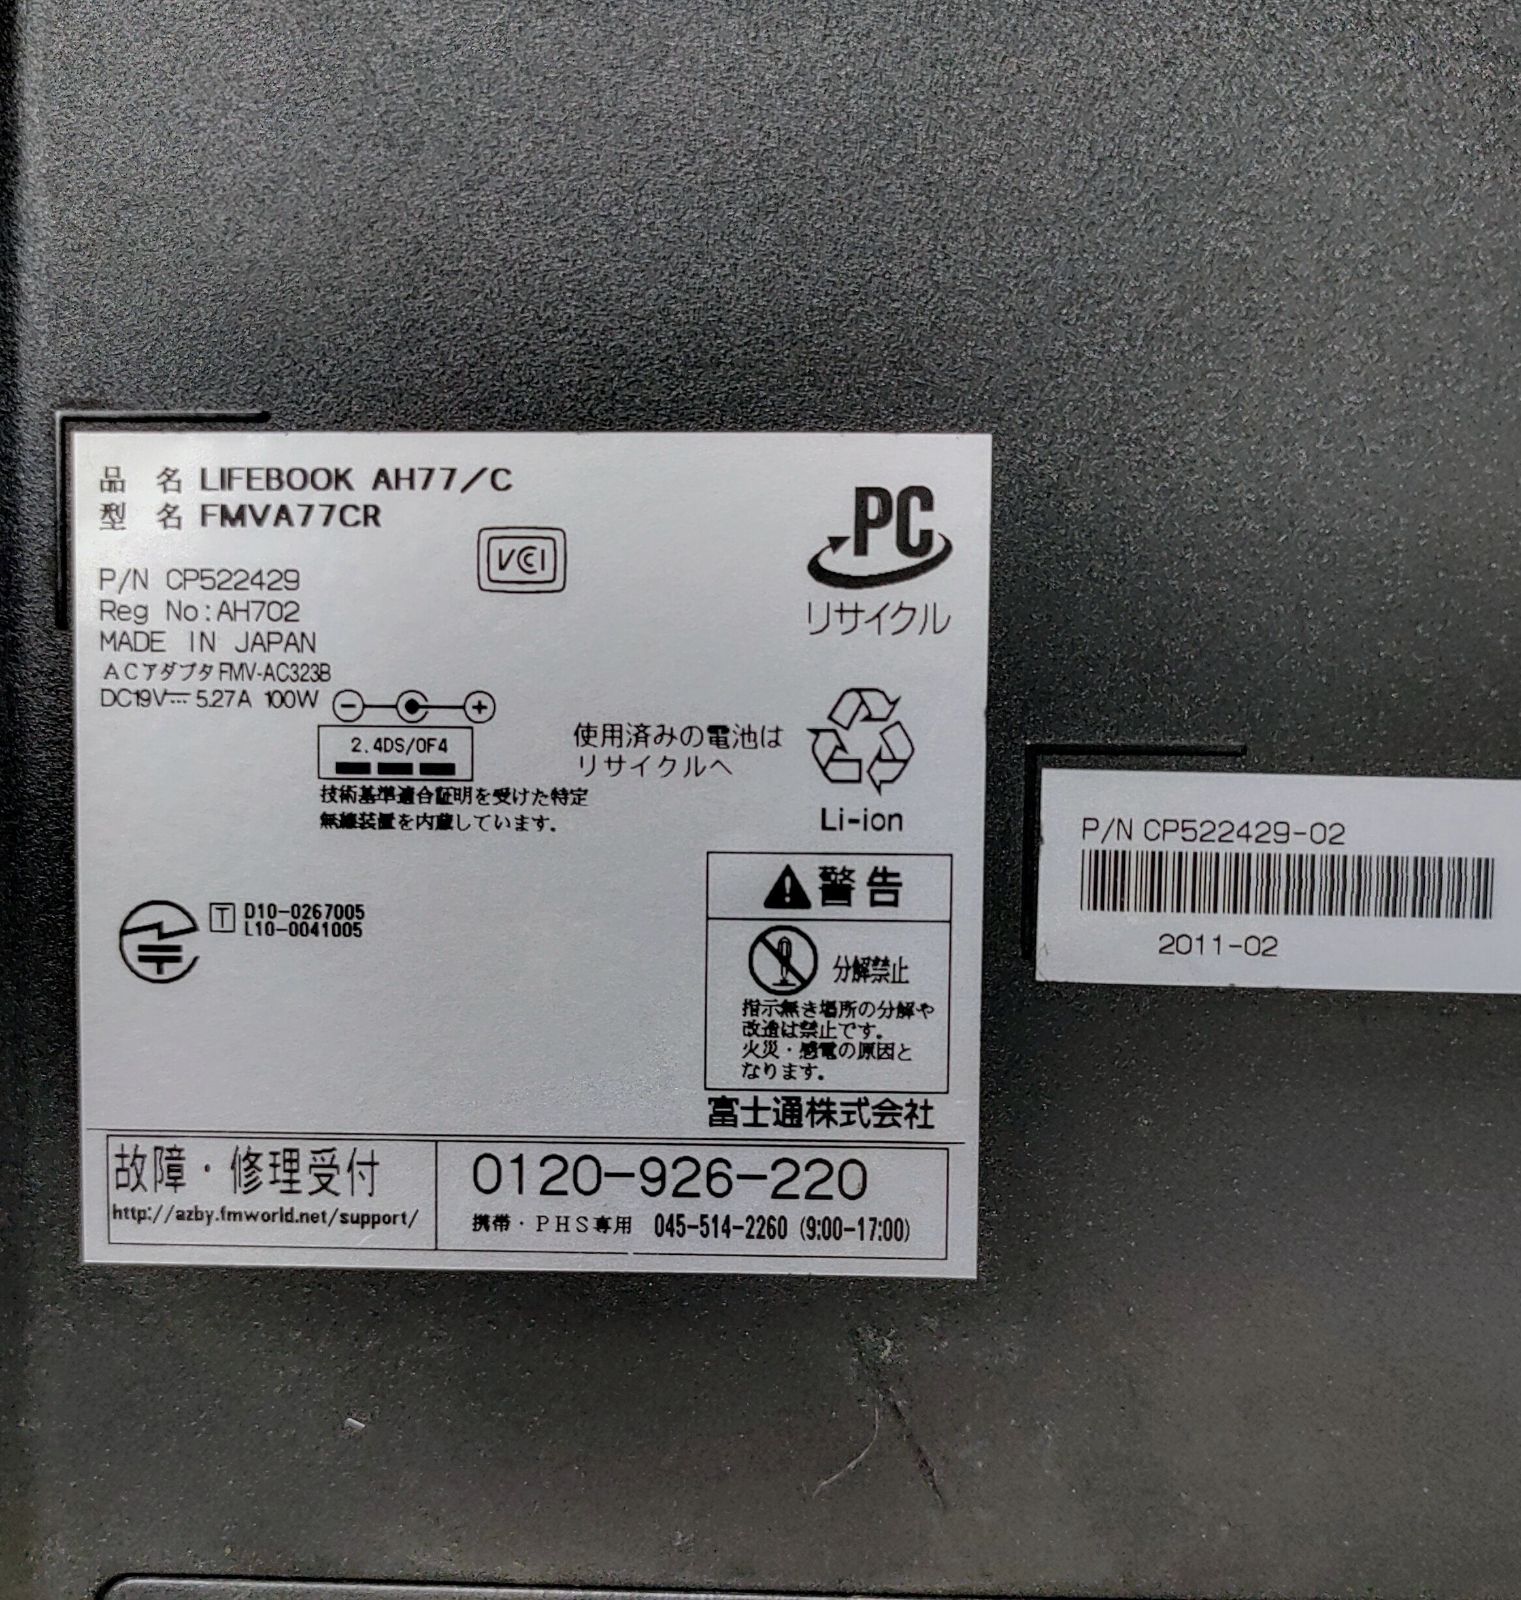 品 名 LIFEBOOK AH77/C
型 名 FMVA77CR
VCCI
P/N CP522429
Reg No:AH702
MADE IN JAPAN
ACアダプタ FMV-AC323B
DC19V 5.27A 100W
2.4DS/OF4
技術基準適合証明を受けた特定
無線装置を内蔵しています。
PC
リサイクル
使用済みの電池は
リサイクルへ
Li-ion
T D10-0267005
L10-0041005
警告
分解禁止
指示無き場所の分解や
改造は禁止です。
火災・感電の原因と
なります。
富士通株式会社
故障・修理受付
http://azby.fmworld.net/support/
0120-926-220
携帯・PHS専用 045-514-2260 (9:00-17:00)
P/N CP522429-02
2011-02